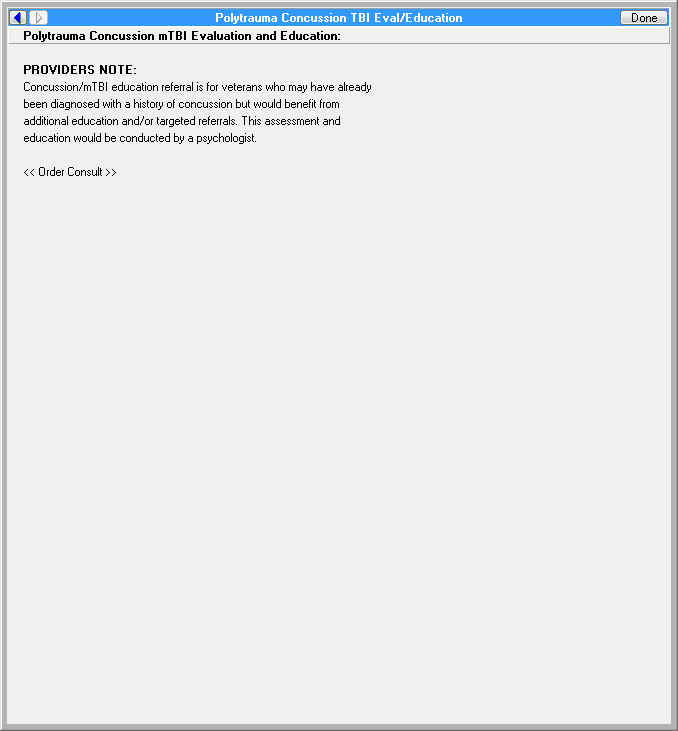 Polytrauma Concussion TBI Eval/Education
Done
Polytrauma Concussion mTBI Evaluation and Education:
PROVIDERS NOTE:
Concussion/mTBI education referral is for veterans who may have already
been diagnosed with a history of concussion but would benefit from
additional education and/or targeted referrals. This assessment and
education would be conducted by a psychologist.
<< Order Consult >>